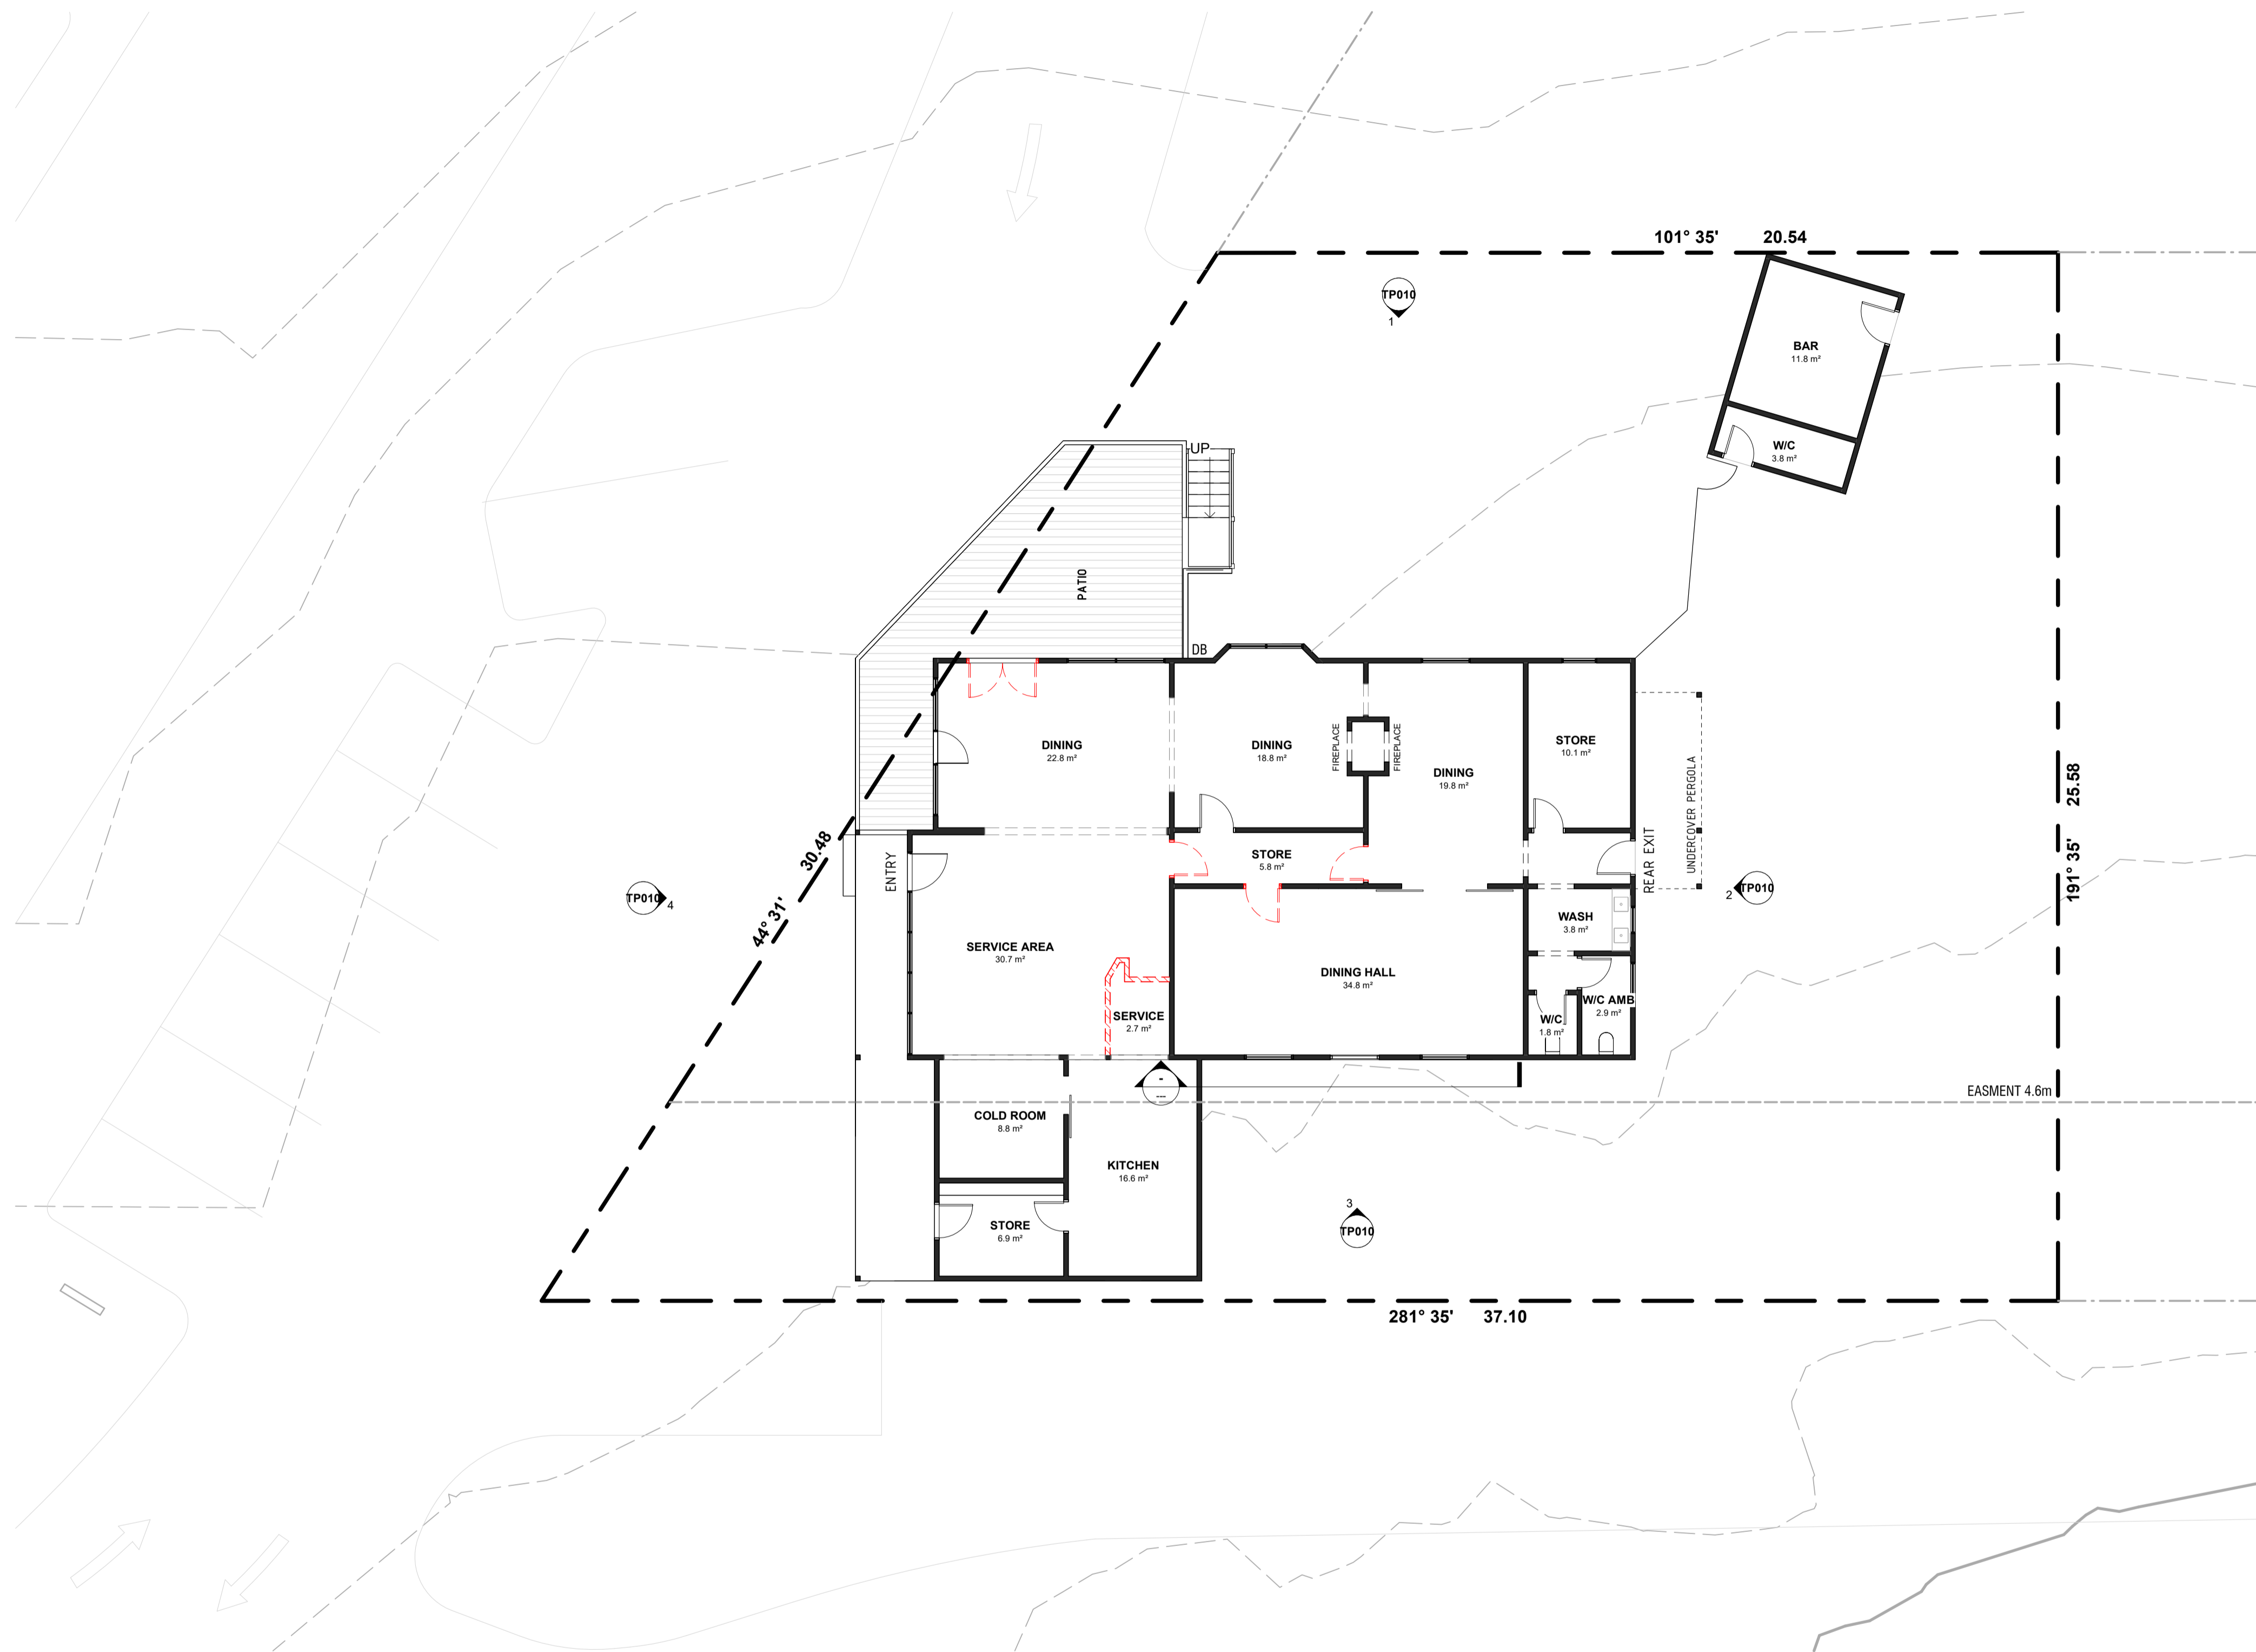 101° 35' 20.54
TP010
1
BAR
11.8 m²
W/C
3.8 m²
UP
PATIO
DB
DINING
22.8 m²
DINING
18.8 m²
FIREPLACE
FIREPLACE
DINING
19.8 m²
STORE
10.1 m²
UNDERCOVER PERGOLA
25.58
191° 35'
30.48
44° 31'
ENTRY
STORE
5.8 m²
REAR EXIT
TP010
4
2
TP010
WASH
3.8 m²
SERVICE AREA
30.7 m²
DINING HALL
34.8 m²
SERVICE
2.7 m²
W/C AMB
2.9 m²
W/C
1.8 m²
-
---
EASMENT 4.6m
COLD ROOM
8.8 m²
KITCHEN
16.6 m²
STORE
6.9 m²
3
TP010
281° 35' 37.10